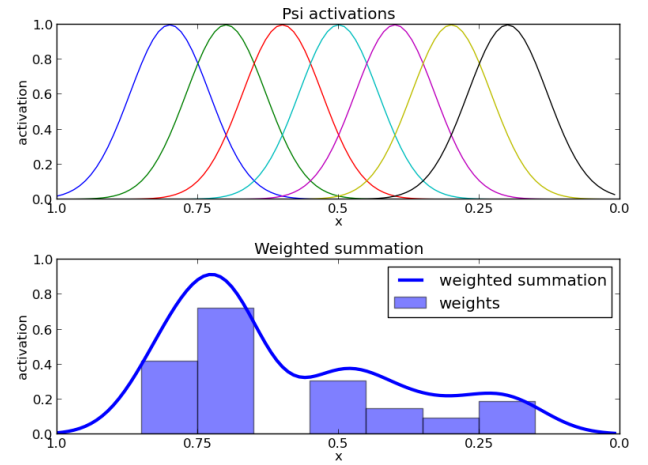 Psi activations
1.0
0.8
0.6
0.4
0.2
0.0
activation
1.0 0.75 0.5 0.25 0.0
x
Weighted summation
1.0
0.8
0.6
0.4
0.2
0.0
activation
weighted summation
weights
1.0 0.75 0.5 0.25 0.0
x